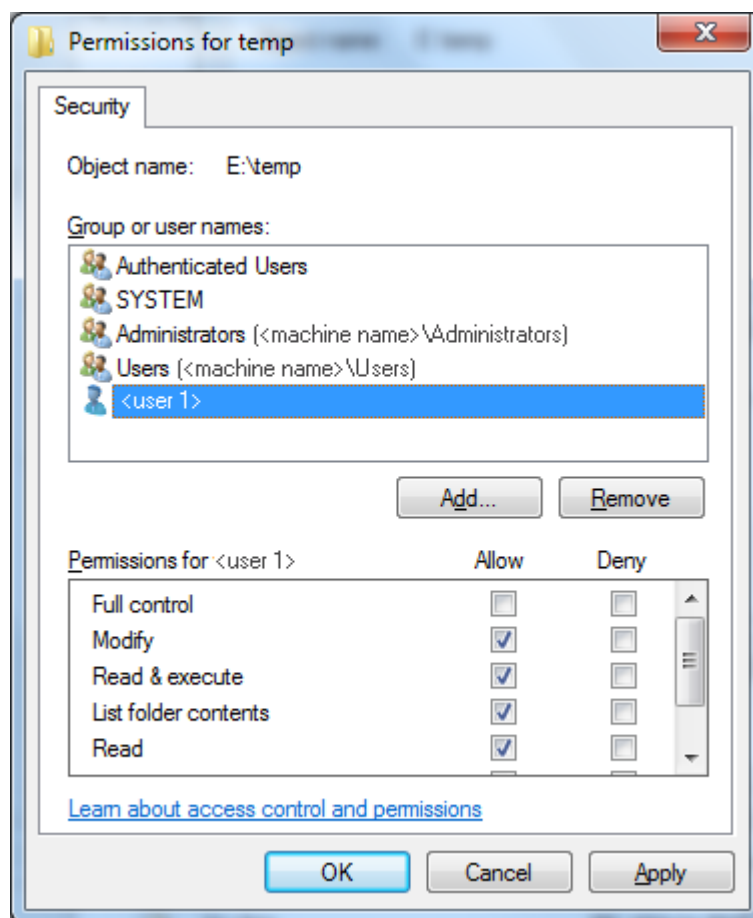 Permissions for temp
Security
Object name: E:\temp
Group or user names:
Authenticated Users
SYSTEM
Administrators (<machine name>\Administrators)
Users (<machine name>\Users)
<user 1>
Add... Remove
Permissions for <user 1> Allow Deny
Full control
Modify
Read & execute
List folder contents
Read
Learn about access control and permissions
OK Cancel Apply